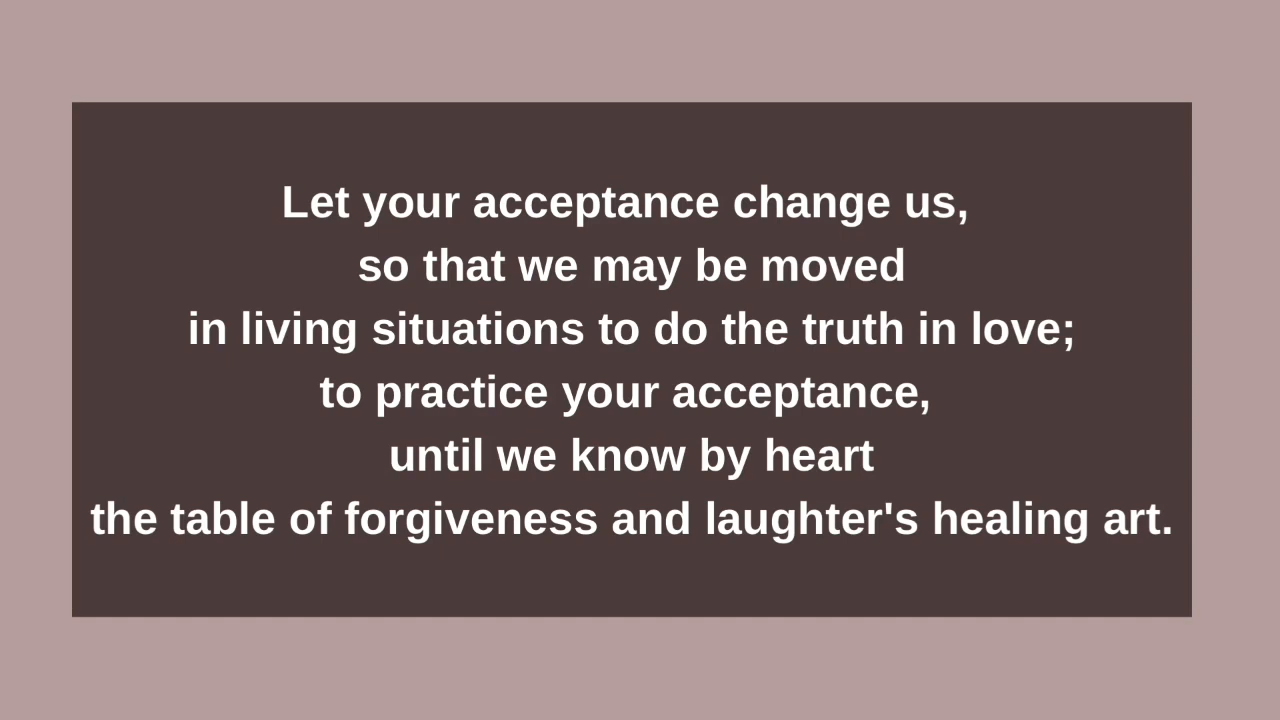 Let your acceptance change us,
so that we may be moved
in living situations to do the truth in love;
to practice your acceptance,
until we know by heart
the table of forgiveness and laughter's healing art.